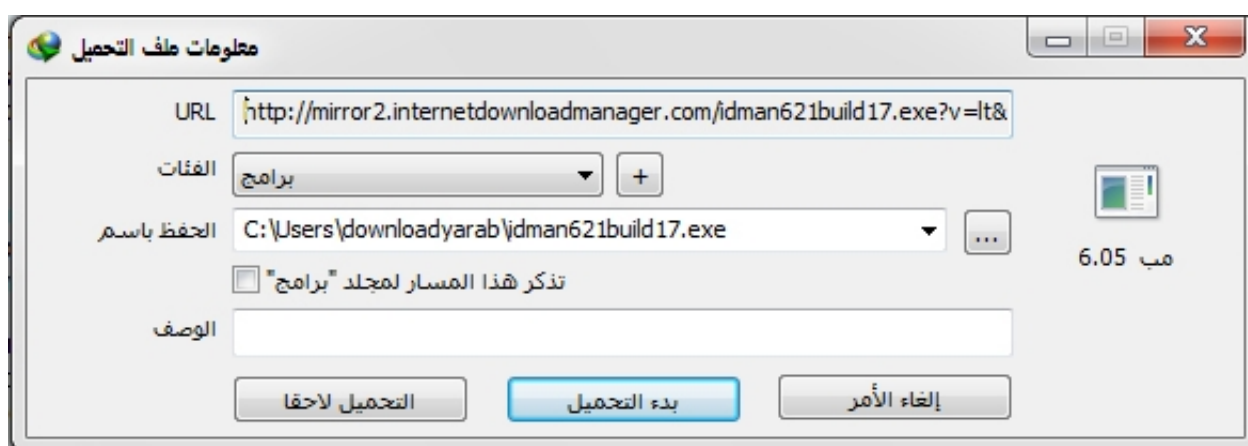 معلومات ملف التحميل
URL http://mirror2.internetdownloadmanager.com/idman621build17.exe?v=lt&
الفئات برامج +
الحفظ باسم C:\Users\downloadyarab\idman621build17.exe ...
6.05 مب
تذكر هذا المسار لمجلد "برامج"
الوصف
التحميل لاحقا بدء التحميل إلغاء الأمر